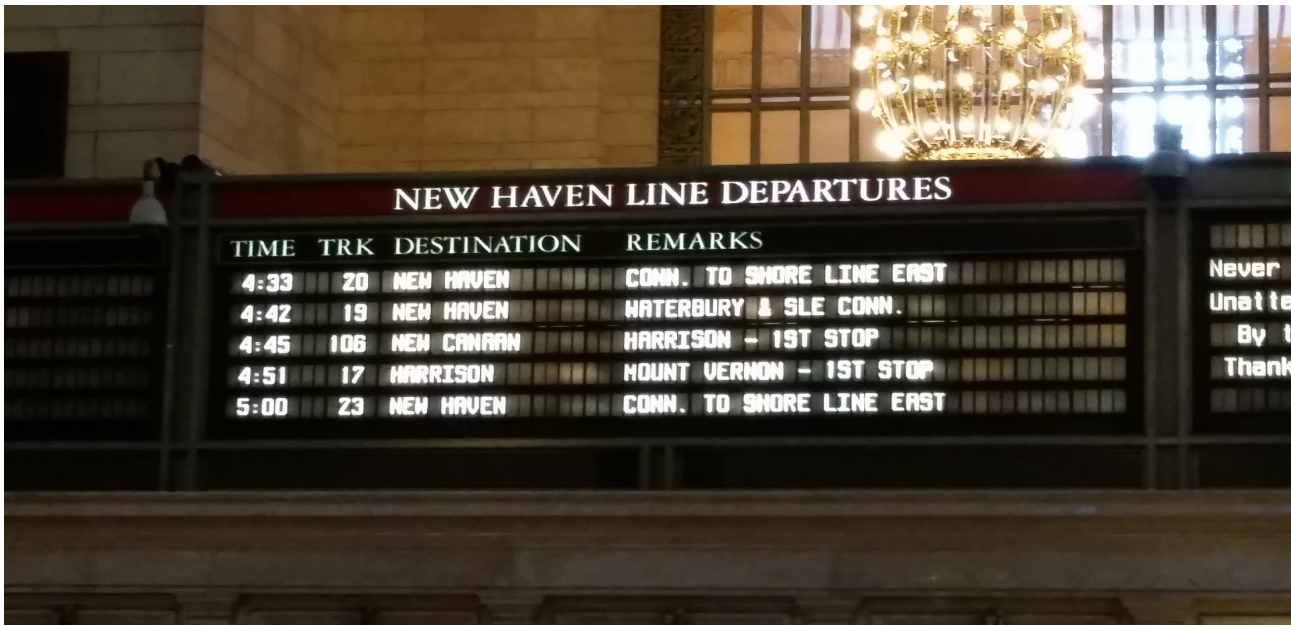 NEW HAVEN LINE DEPARTURES
TIME TRK DESTINATION REMARKS
4:33 20 NEW HAVEN CONN. TO SHORE LINE EAST
4:42 19 NEW HAVEN WATERBURY & SLE CONN.
4:45 106 NEW CANAAN HARRISON - 1ST STOP
4:51 17 HARRISON MOUNT VERNON - 1ST STOP
5:00 23 NEW HAVEN CONN. TO SHORE LINE EAST
Never
Unatte
By t
Thank